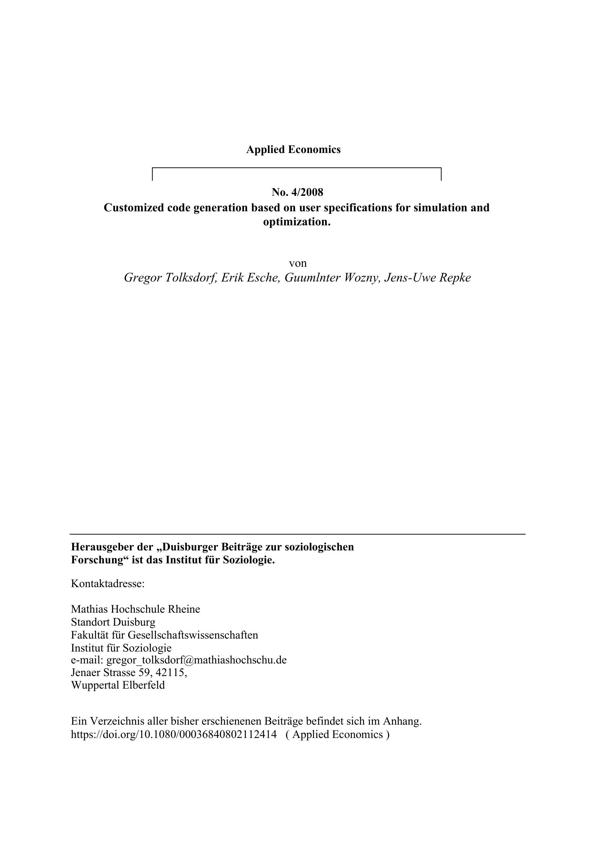 Applied Economics
No. 4/2008
Customized code generation based on user specifications for simulation and
optimization.
von
Gregor Tolksdorf, Erik Esche, Guumlnter Wozny, Jens-Uwe Repke
Herausgeber der „Duisburger Beiträge zur soziologischen
Forschung“ ist das Institut für Soziologie.
Kontaktadresse:
Mathias Hochschule Rheine
Standort Duisburg
Fakultät für Gesellschaftswissenschaften
Institut für Soziologie
e-mail: gregor_tolksdorf@mathiashochschu.de
Jenaer Strasse 59, 42115,
Wuppertal Elberfeld
Ein Verzeichnis aller bisher erschienenen Beiträge befindet sich im Anhang.
https://doi.org/10.1080/00036840802112414 ( Applied Economics )